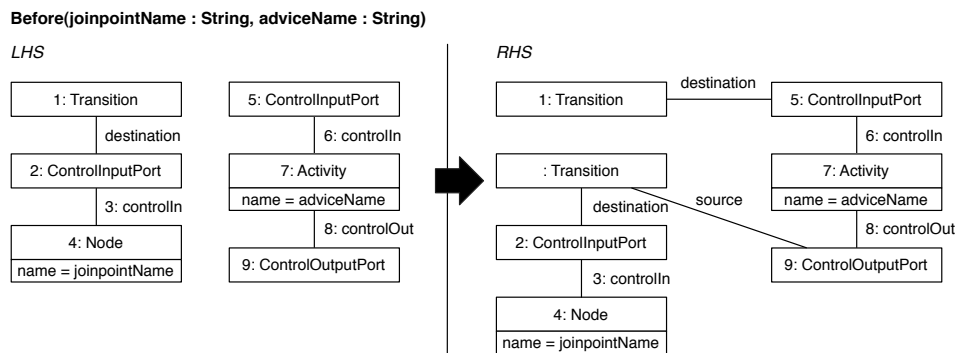 Before(joinpointName : String, adviceName : String)
LHS
1: Transition
destination
2: ControlInputPort
3: controlIn
4: Node
name = joinpointName
5: ControlInputPort
6: controlIn
7: Activity
name = adviceName
8: controlOut
9: ControlOutputPort
RHS
1: Transition
destination
5: ControlInputPort
6: controlIn
: Transition
7: Activity
name = adviceName
destination
source
8: controlOut
2: ControlInputPort
9: ControlOutputPort
3: controlIn
4: Node
name = joinpointName